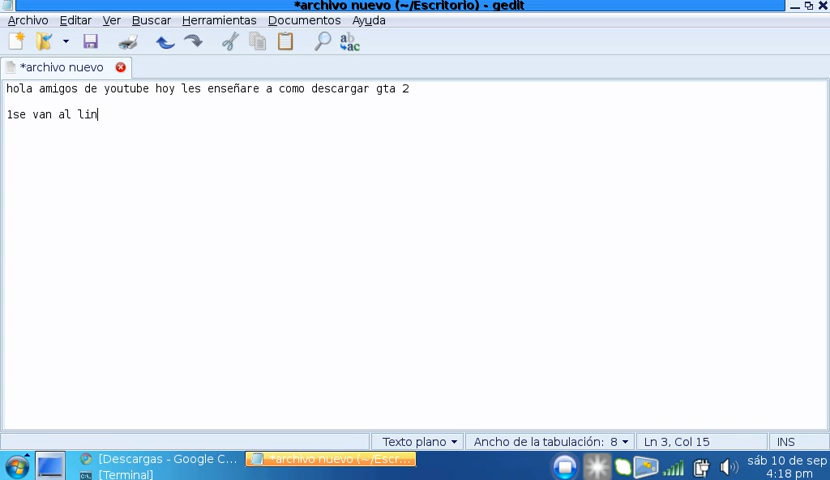 *archivo nuevo (~/Escritorio) - gedit
Archivo Editar Ver Buscar Herramientas Documentos Ayuda
*archivo nuevo
hola amigos de youtube hoy les enseñare a como descargar gta 2
1se van al lin
Texto plano Ancho de la tabulación: 8 Ln 3, Col 15 INS
[Descargas - Google C... *archivo nuevo (~/Escr... sáb 10 de sep
[Terminal] 4:18 pm